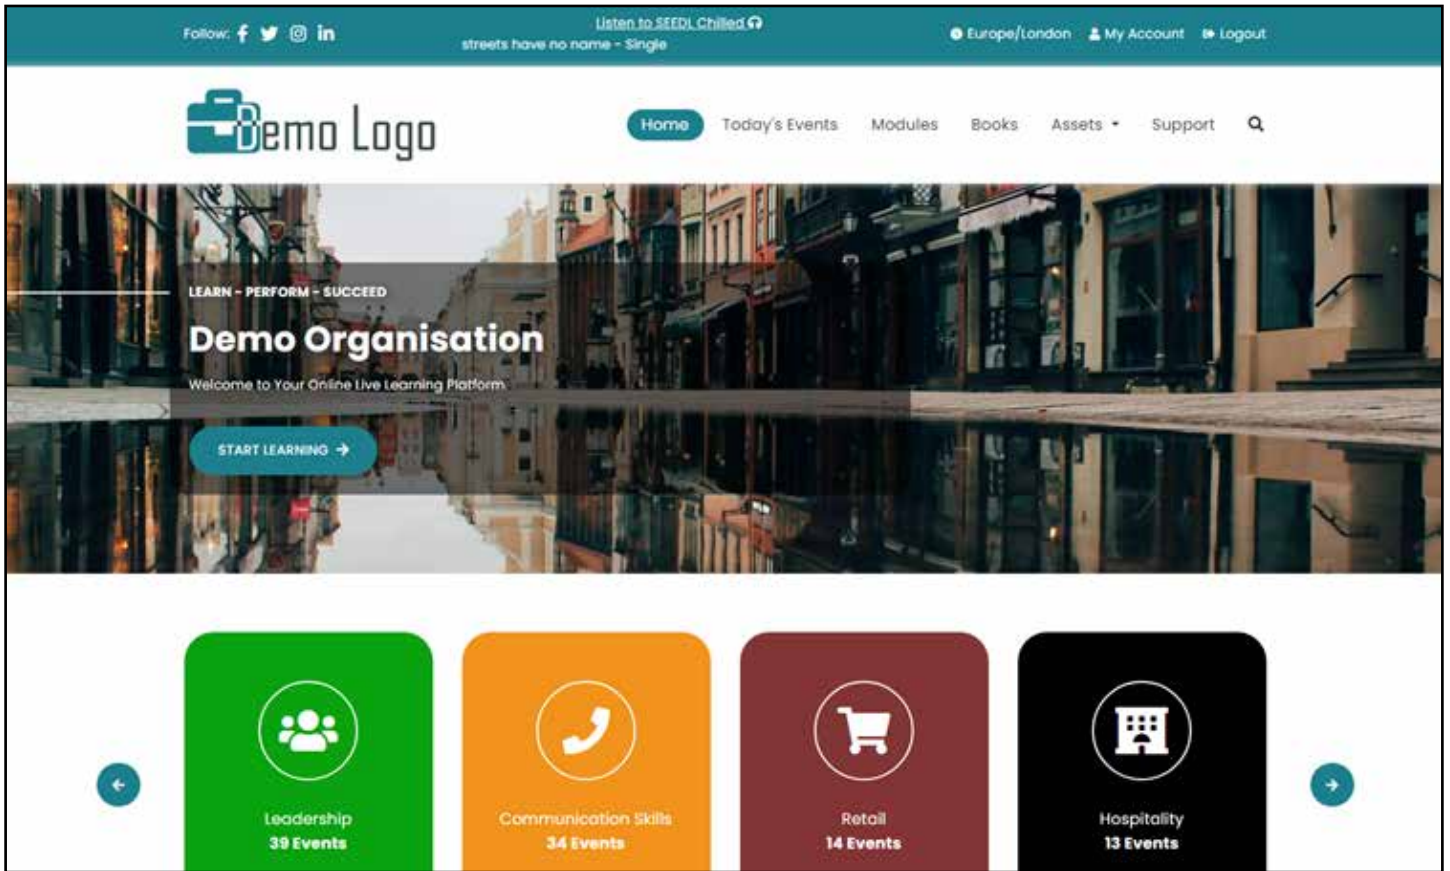 Follow:
Listen to SEEDL Chilled
streets have no name - Single
Europe/London My Account Logout
Demo Logo
Home Today's Events Modules Books Assets Support
LEARN - PERFORM - SUCCEED
Demo Organisation
Welcome to Your Online Live Learning Platform
START LEARNING
Leadership
39 Events
Communication Skills
34 Events
Retail
14 Events
Hospitality
13 Events